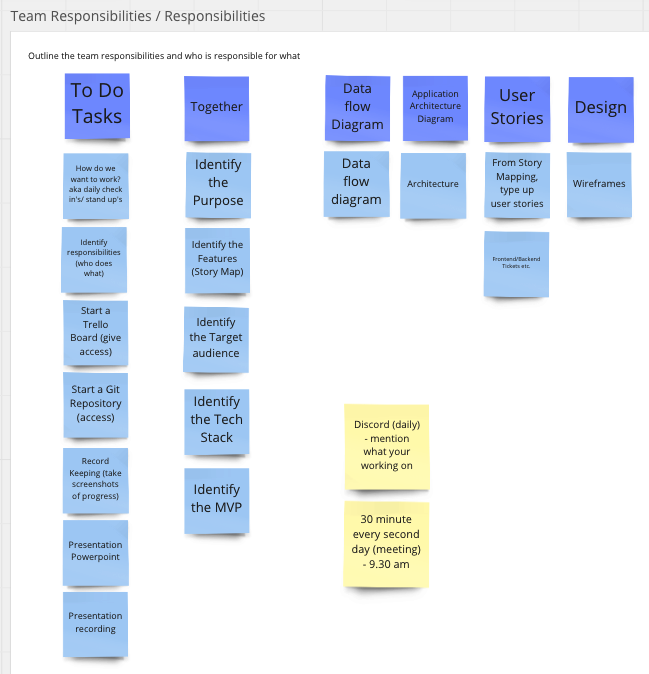 Team Responsibilities / Responsibilities
Outline the team responsibilities and who is responsible for what
To Do
Tasks
How do we
want to work?
aka daily check
in's/ stand up's
Identify
responsibilities
(who does
what)
Start a
Trello
Board (give
access)
Start a Git
Repository
(access)
Record
Keeping (take
screenshots
of progress)
Presentation
Powerpoint
Presentation
recording
Together
Identify
the
Purpose
Identify the
Features
(Story Map)
Identify
the Target
audience
Identify
the Tech
Stack
Identify
the MVP
Data
flow
Diagram
Data
flow
diagram
Application
Architecture
Diagram
Architecture
User
Stories
From Story
Mapping,
type up
user stories
Frontend/Backend
Tickets etc.
Design
Wireframes
Discord (daily)
- mention
what your
working on
30 minute
every second
day (meeting)
- 9.30 am